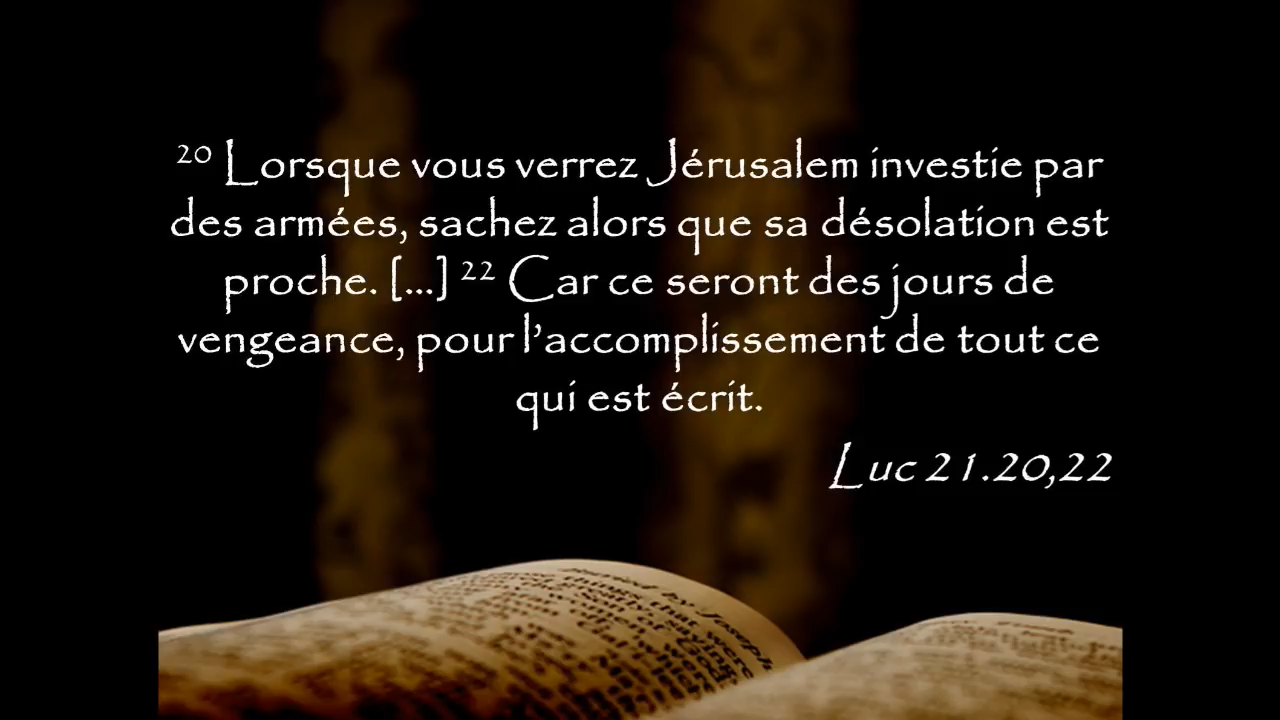 ²⁰ Lorsque vous verrez Jérusalem investie par
des armées, sachez alors que sa désolation est
proche. [...] ²² Car ce seront des jours de
vengeance, pour l’accomplissement de tout ce
qui est écrit.
Luc 21.20,22